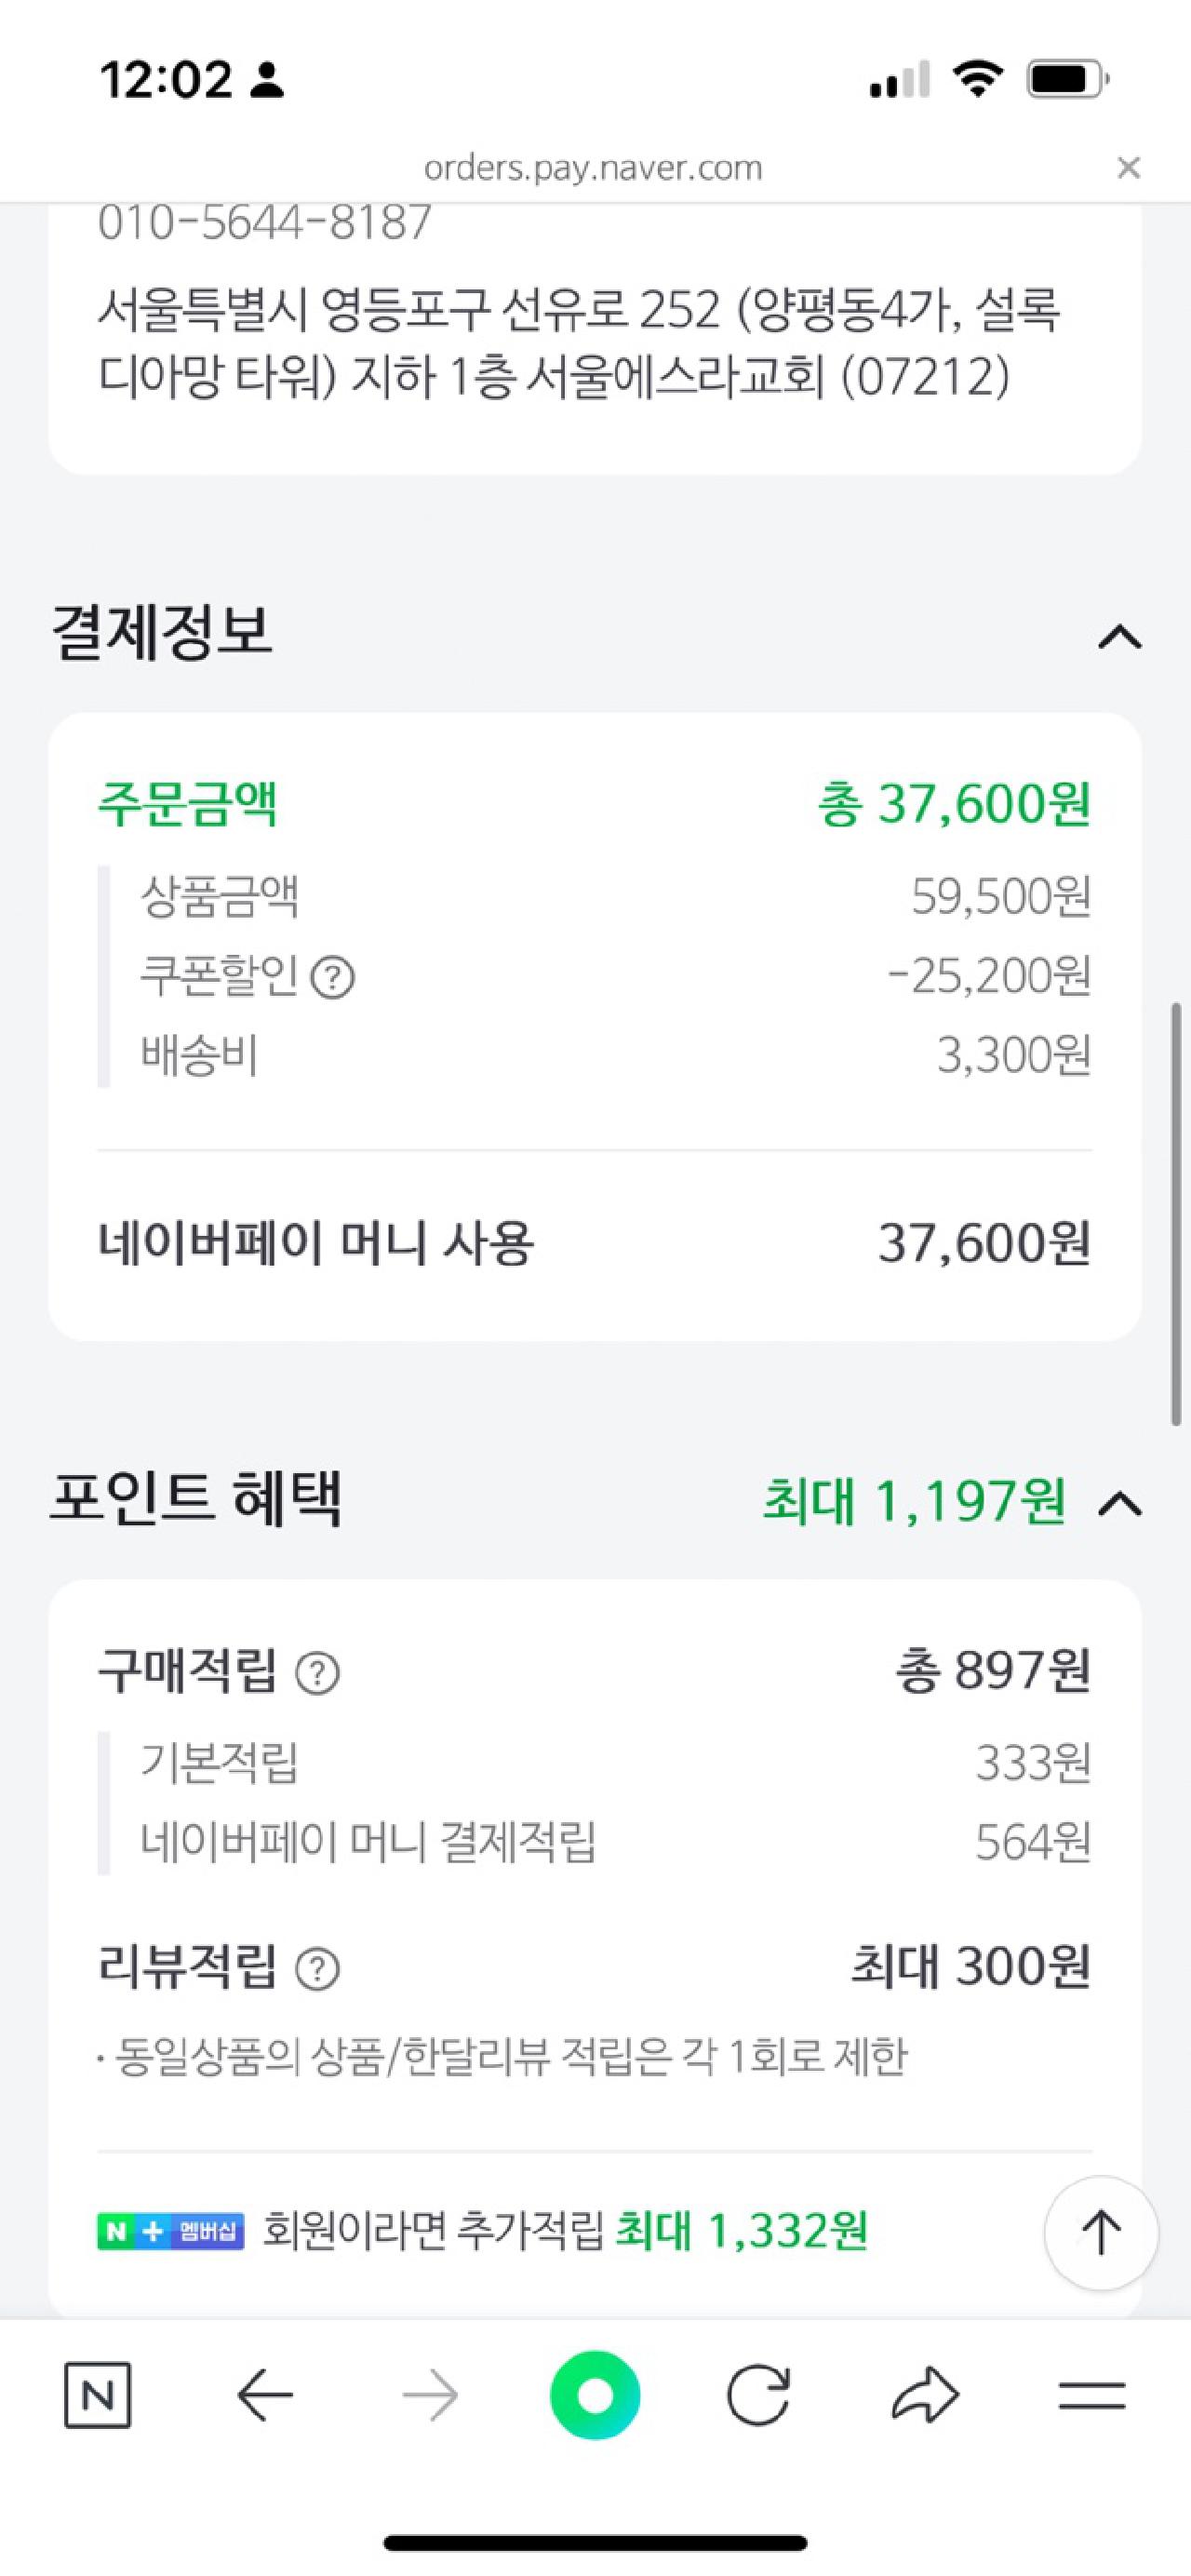 12:02
orders.pay.naver.com
010-5644-8187
서울특별시 영등포구 선유로 252 (양평동4가, 설록
디아망 타워) 지하 1층 서울에스라교회 (07212)
결제정보
주문금액 총 37,600원
상품금액 59,500원
쿠폰할인 ? -25,200원
배송비 3,300원
네이버페이 머니 사용 37,600원
포인트 혜택 최대 1,197원
구매적립 ? 총 897원
기본적립 333원
네이버페이 머니 결제적립 564원
리뷰적립 ? 최대 300원
· 동일상품의 상품/한달리뷰 적립은 각 1회로 제한
N + 멤버십 회원이라면 추가적립 최대 1,332원
N